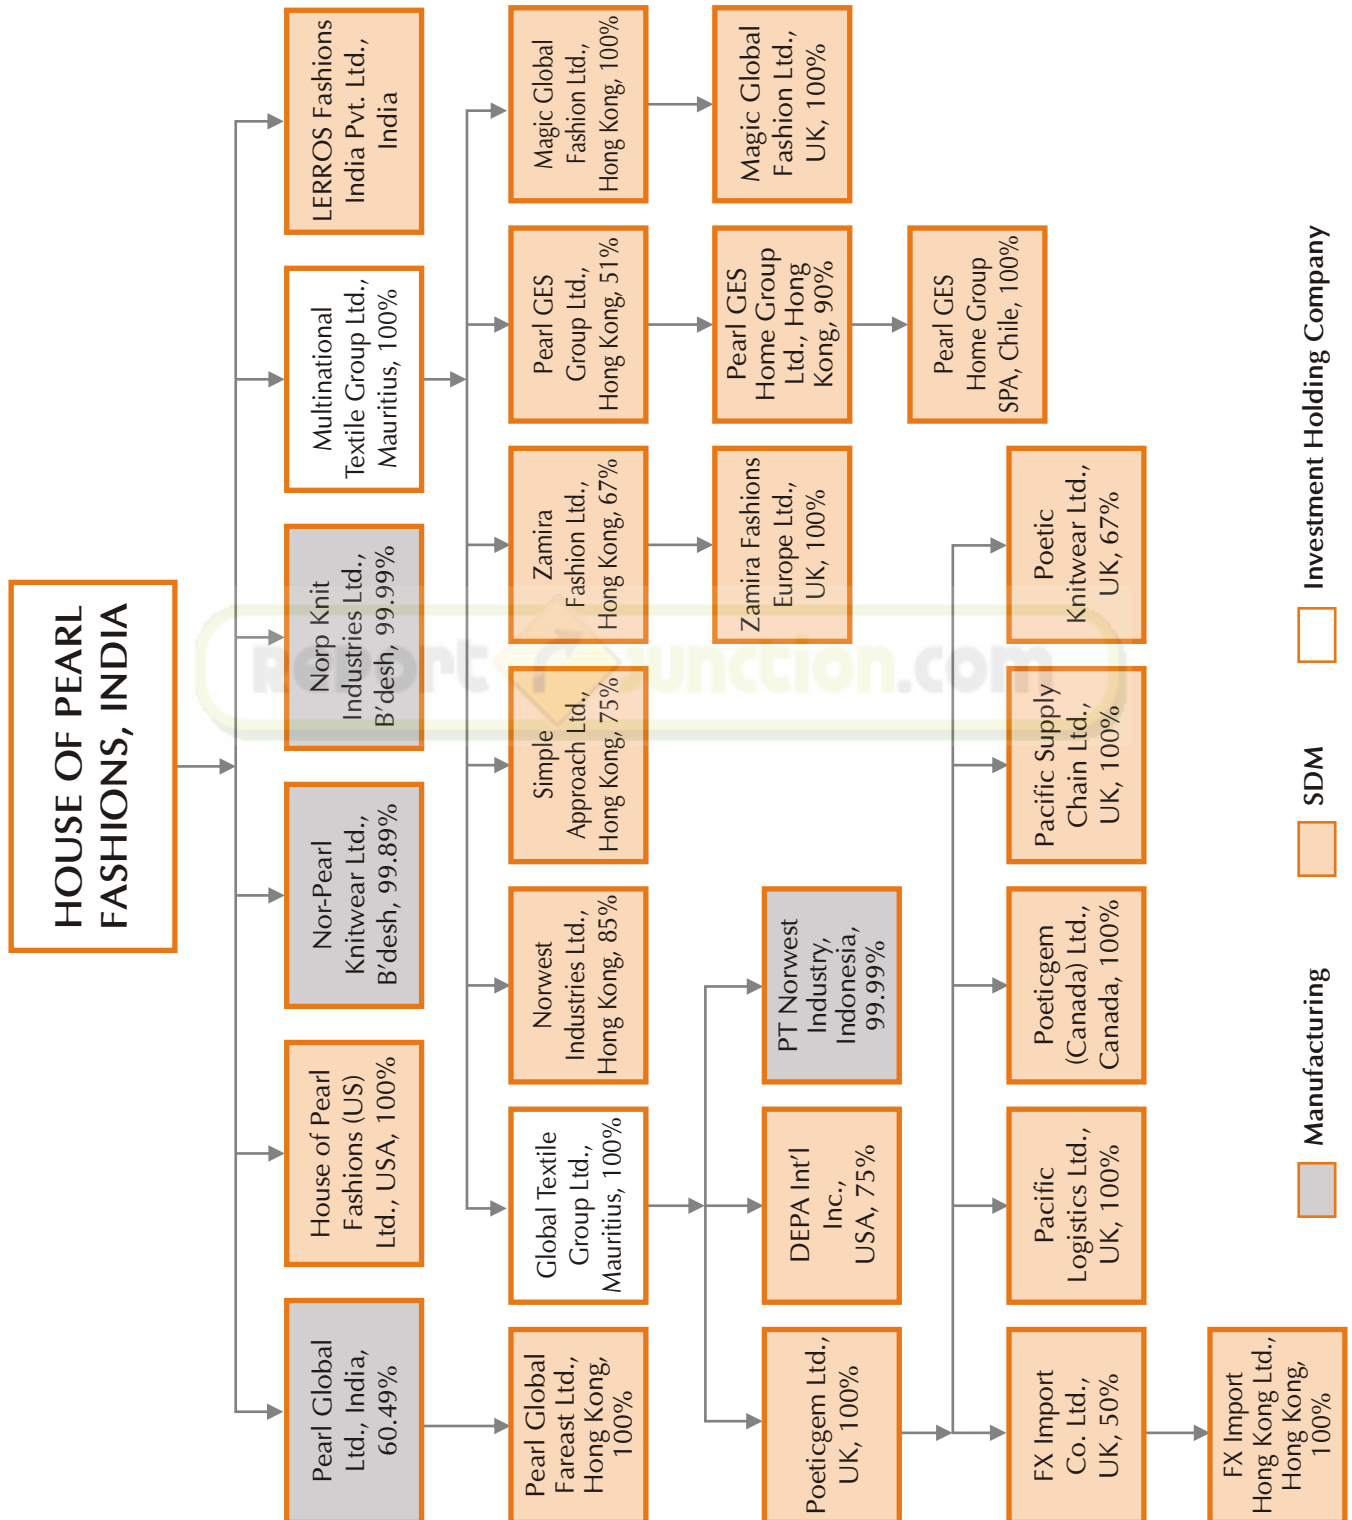 HOUSE OF PEARL
FASHIONS, INDIA
Pearl Global
Ltd., India,
60.49%
House of Pearl
Fashions (US)
Ltd., USA, 100%
Nor-Pearl
Knitwear Ltd.,
B'desh, 99.89%
Norp Knit
Industries Ltd.,
B'desh, 99.99%
Multinational
Textile Group Ltd.,
Mauritius, 100%
LERROS Fashions
India Pvt. Ltd.,
India
Pearl Global
Fareast Ltd.,
Hong Kong,
100%
Global Textile
Group Ltd.,
Mauritius, 100%
Norwest
Industries Ltd.,
Hong Kong, 85%
Simple
Approach Ltd.,
Hong Kong, 75%
Zamira
Fashion Ltd.,
Hong Kong, 67%
Pearl GES
Group Ltd.,
Hong Kong, 51%
Magic Global
Fashion Ltd.,
Hong Kong, 100%
Zamira Fashions
Europe Ltd.,
UK, 100%
Pearl GES
Home Group
Ltd., Hong
Kong, 90%
Magic Global
Fashion Ltd.,
UK, 100%
Poeticgem Ltd.,
UK, 100%
DEPA Int'l
Inc.,
USA, 75%
PT Norwest
Industry,
Indonesia,
99.99%
Pearl GES
Home Group
SPA, Chile, 100%
FX Import
Co. Ltd.,
UK, 50%
Pacific
Logistics Ltd.,
UK, 100%
Poeticgem
(Canada) Ltd.,
Canada, 100%
Pacific Supply
Chain Ltd.,
UK, 100%
Poetic
Knitwear Ltd.,
UK, 67%
FX Import
Hong Kong Ltd.,
Hong Kong,
100%
Manufacturing
SDM
Investment Holding Company
Report Junction.com